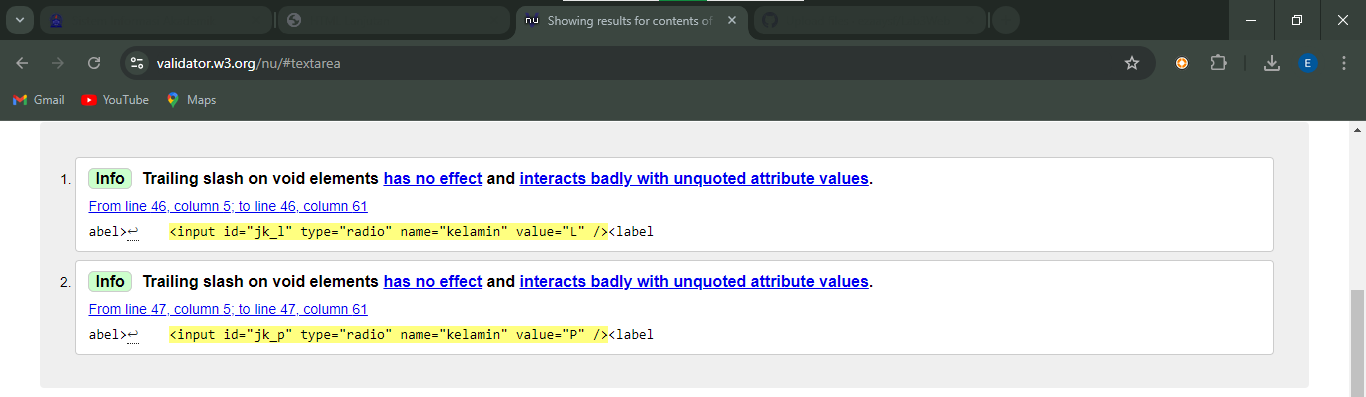 nu Showing results for contents of
validator.w3.org/nu/#textarea
E
Gmail YouTube Maps
1. Info Trailing slash on void elements has no effect and interacts badly with unquoted attribute values.
From line 46, column 5; to line 46, column 61
abel>↩ <input id="jk_l" type="radio" name="kelamin" value="L" /><label
2. Info Trailing slash on void elements has no effect and interacts badly with unquoted attribute values.
From line 47, column 5; to line 47, column 61
abel>↩ <input id="jk_p" type="radio" name="kelamin" value="P" /><label